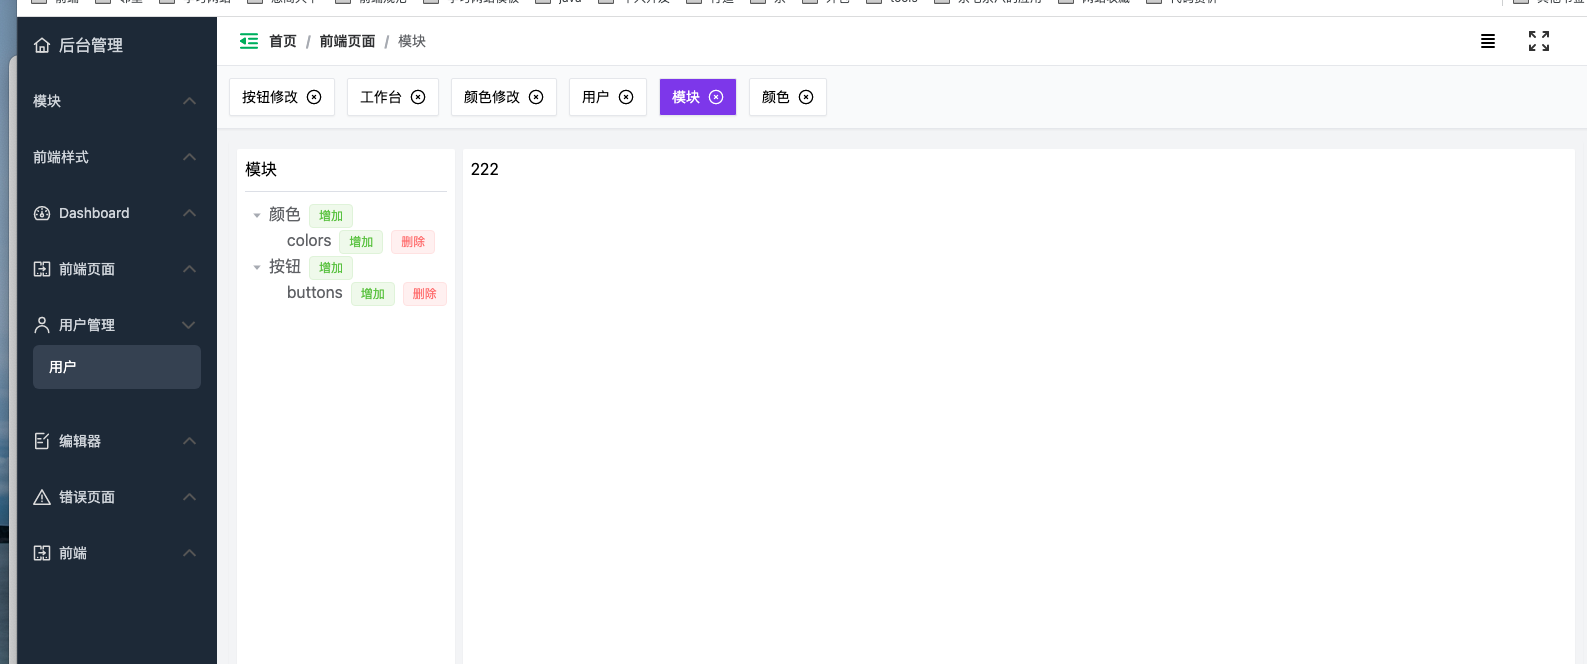 后台管理
模块
前端样式
Dashboard
前端页面
用户管理
用户
编辑器
错误页面
前端
首页 / 前端页面 / 模块
按钮修改 工作台 颜色修改 用户 模块 颜色
模块
颜色 增加
colors 增加 删除
按钮 增加
buttons 增加 删除
222